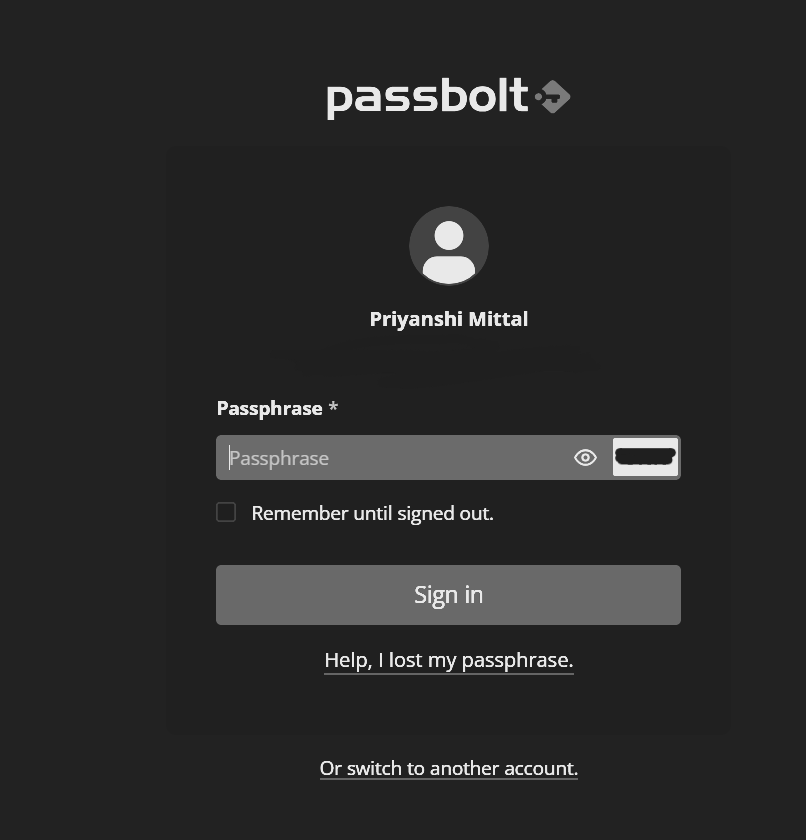 passbolt
Priyanshi Mittal
Passphrase *
Passphrase
Remember until signed out.
Sign in
Help, I lost my passphrase.
Or switch to another account.